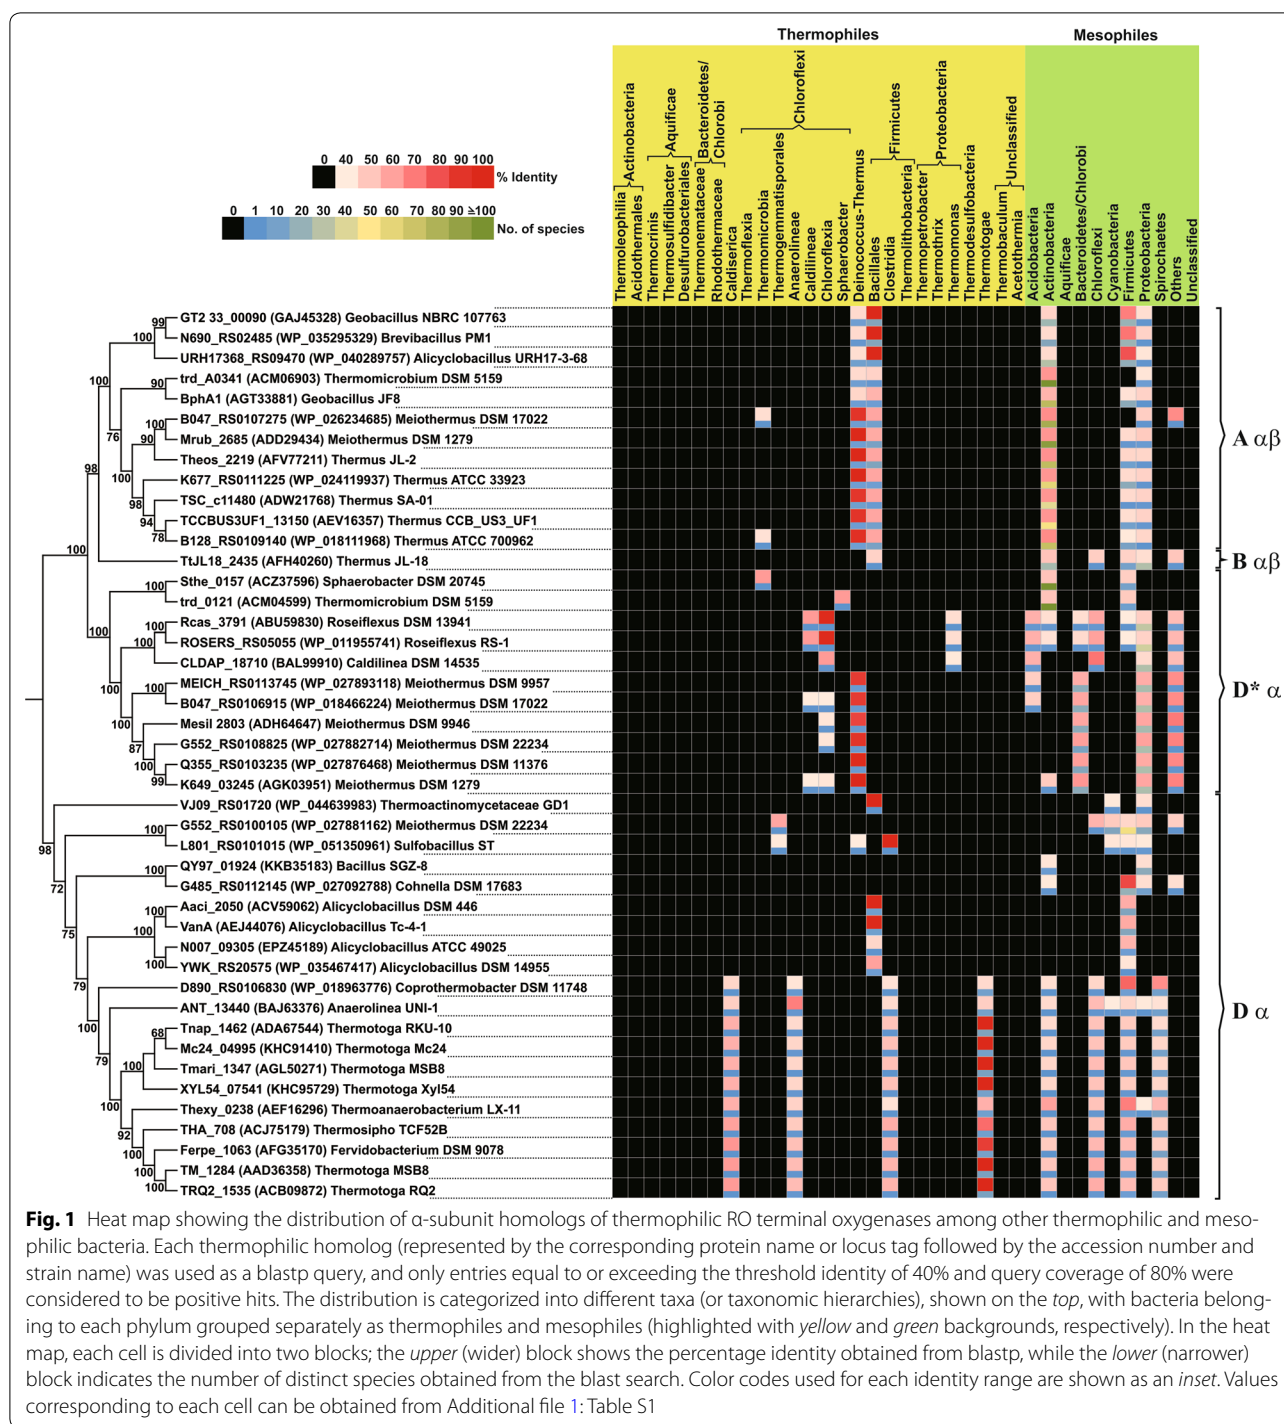 Thermophiles
Mesophiles
Actinobacteria
Aquificae
Bacteroidetes/
Chlorobi
Chloroflexi
Firmicutes
Proteobacteria
Unclassified
Thermoleophilia
Acidothermales
Thermocrinis
Thermosulfidibacter
Desulfurobacteriales
Thermonemataceae
Rhodothermaceae
Caldiserica
Thermoflexia
Thermomicrobia
Thermogemmatisporales
Anaerolineae
Caldilineae
Chloroflexia
Sphaerobacter
Deinococcus-Thermus
Bacillales
Clostridia
Thermolithobacteria
Thermopetrobacter
Thermothrix
Thermomonas
Thermodesulfobacteria
Thermotogae
Thermobaculum
Acetothermia
Acidobacteria
Actinobacteria
Aquificae
Bacteroidetes/Chlorobi
Chloroflexi
Cyanobacteria
Firmicutes
Proteobacteria
Spirochaetes
Others
Unclassified
0 40 50 60 70 80 90 100
% Identity
0 1 10 20 30 40 50 60 70 80 90 ≥100
No. of species
GT2 33_00090 (GAJ45328) Geobacillus NBRC 107763
N690_RS02485 (WP_035295329) Brevibacillus PM1
URH17368_RS09470 (WP_040289757) Alicyclobacillus URH17-3-68
trd_A0341 (ACM06903) Thermomicrobium DSM 5159
BphA1 (AGT33881) Geobacillus JF8
B047_RS0107275 (WP_026234685) Meiothermus DSM 17022
Mrub_2685 (ADD29434) Meiothermus DSM 1279
Theos_2219 (AFV77211) Thermus JL-2
K677_RS0111225 (WP_024119937) Thermus ATCC 33923
TSC_c11480 (ADW21768) Thermus SA-01
TCCBUS3UF1_13150 (AEV16357) Thermus CCB_US3_UF1
B128_RS0109140 (WP_018111968) Thermus ATCC 700962
TtJL18_2435 (AFH40260) Thermus JL-18
Sthe_0157 (ACZ37596) Sphaerobacter DSM 20745
trd_0121 (ACM04599) Thermomicrobium DSM 5159
Rcas_3791 (ABU59830) Roseiflexus DSM 13941
ROSERS_RS05055 (WP_011955741) Roseiflexus RS-1
CLDAP_18710 (BAL99910) Caldilinea DSM 14535
MEICH_RS0113745 (WP_027893118) Meiothermus DSM 9957
B047_RS0106915 (WP_018466224) Meiothermus DSM 17022
Mesil 2803 (ADH64647) Meiothermus DSM 9946
G552_RS0108825 (WP_027882714) Meiothermus DSM 22234
Q355_RS0103235 (WP_027876468) Meiothermus DSM 11376
K649_03245 (AGK03951) Meiothermus DSM 1279
VJ09_RS01720 (WP_044639983) Thermoactinomycetaceae GD1
G552_RS0100105 (WP_027881162) Meiothermus DSM 22234
L801_RS0101015 (WP_051350961) Sulfobacillus ST
QY97_01924 (KKB35183) Bacillus SGZ-8
G485_RS0112145 (WP_027092788) Cohnella DSM 17683
Aaci_2050 (ACV59062) Alicyclobacillus DSM 446
VanA (AEJ44076) Alicyclobacillus Tc-4-1
N007_09305 (EPZ45189) Alicyclobacillus ATCC 49025
YWK_RS20575 (WP_035467417) Alicyclobacillus DSM 14955
D890_RS0106830 (WP_018963776) Coprothermobacter DSM 11748
ANT_13440 (BAJ63376) Anaerolinea UNI-1
Tnap_1462 (ADA67544) Thermotoga RKU-10
Mc24_04995 (KHC91410) Thermotoga Mc24
Tmari_1347 (AGL50271) Thermotoga MSB8
XYL54_07541 (KHC95729) Thermotoga Xyl54
Thexy_0238 (AEF16296) Thermoanaerobacterium LX-11
THA_708 (ACJ75179) Thermosipho TCF52B
Ferpe_1063 (AFG35170) Fervidobacterium DSM 9078
TM_1284 (AAD36358) Thermotoga MSB8
TRQ2_1535 (ACB09872) Thermotoga RQ2
99
100
100
90
76
100
90
98
100
98
94
78
100
100
100
100
100
100
100
100
87
100
99
98
100
72
100
75
100
100
100
79
100
68
79
100
100
92
100
100
100
A αβ
B αβ
D* α
D α
Fig. 1 Heat map showing the distribution of α-subunit homologs of thermophilic RO terminal oxygenases among other thermophilic and meso-
philic bacteria. Each thermophilic homolog (represented by the corresponding protein name or locus tag followed by the accession number and
strain name) was used as a blastp query, and only entries equal to or exceeding the threshold identity of 40% and query coverage of 80% were
considered to be positive hits. The distribution is categorized into different taxa (or taxonomic hierarchies), shown on the top, with bacteria belong-
ing to each phylum grouped separately as thermophiles and mesophiles (highlighted with yellow and green backgrounds, respectively). In the heat
map, each cell is divided into two blocks; the upper (wider) block shows the percentage identity obtained from blastp, while the lower (narrower)
block indicates the number of distinct species obtained from the blast search. Color codes used for each identity range are shown as an inset. Values
corresponding to each cell can be obtained from Additional file 1: Table S1